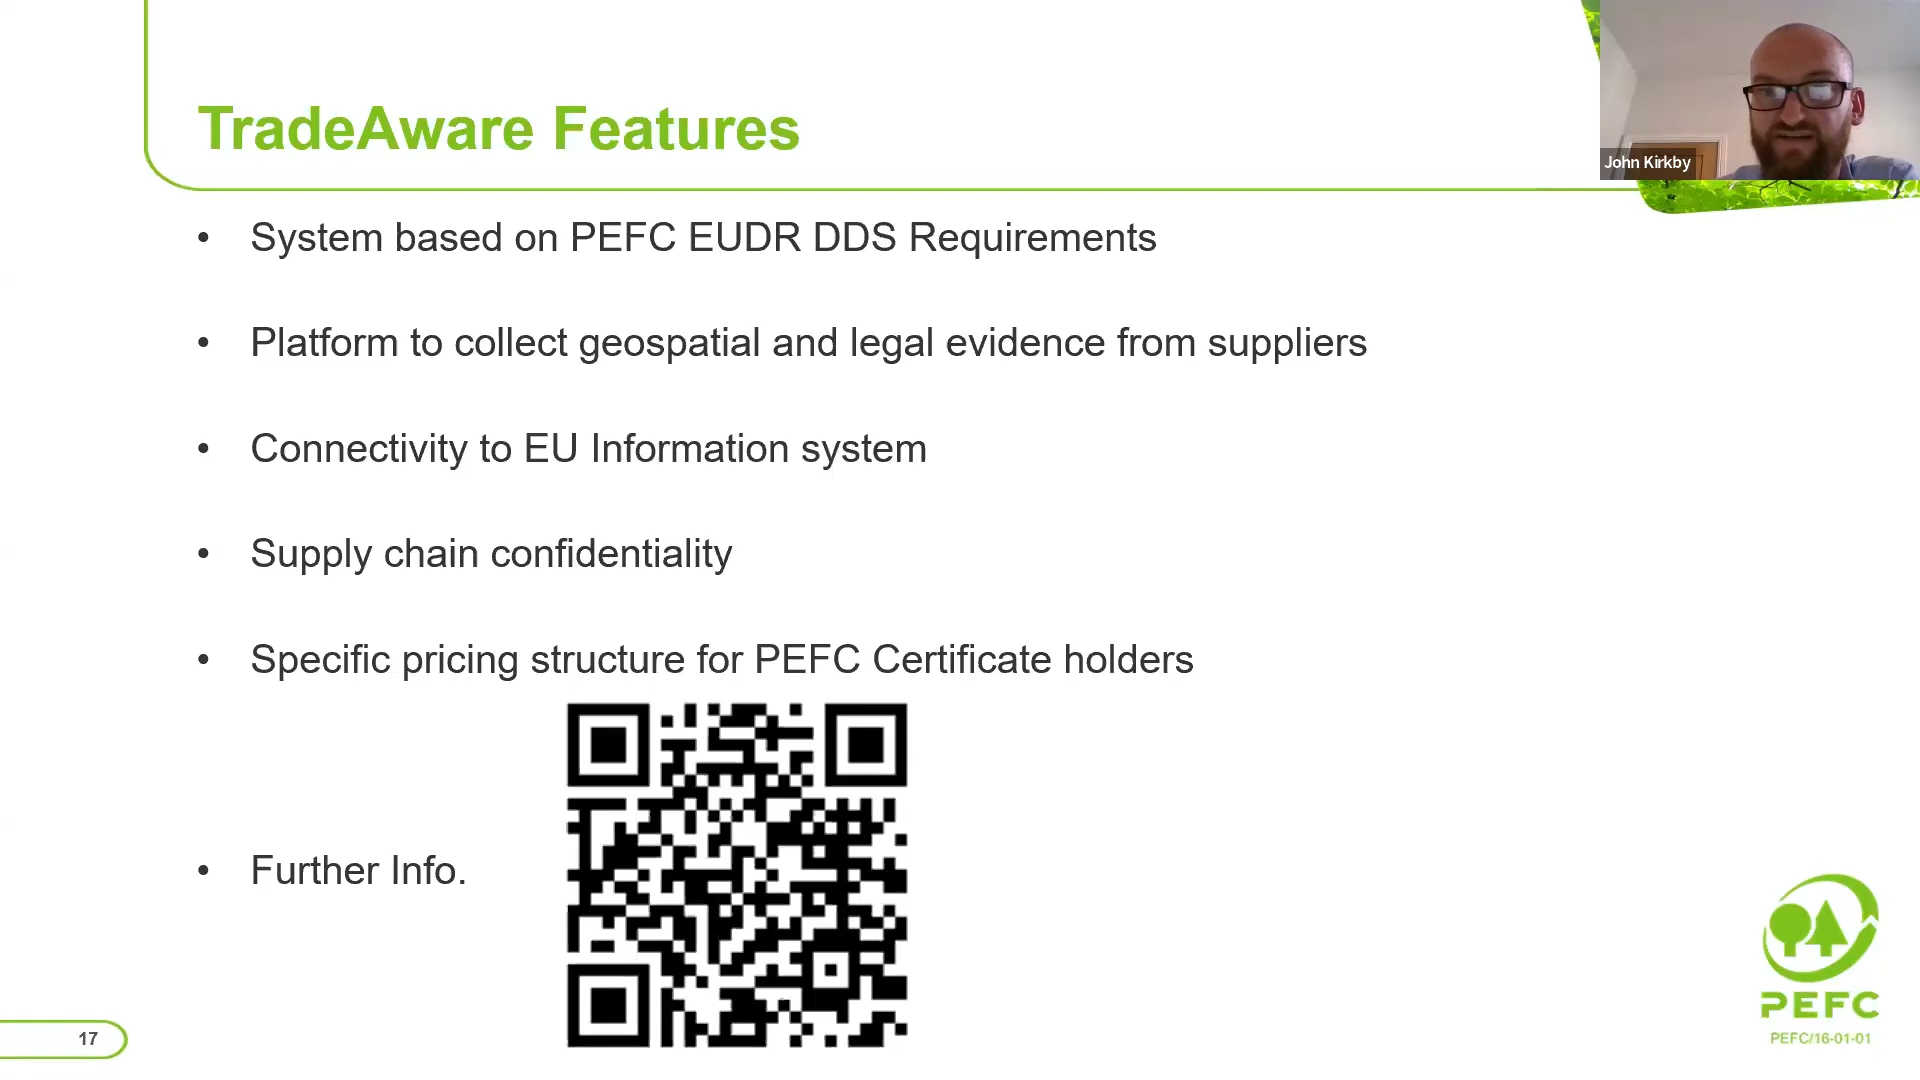 John Kirkby
TradeAware Features
• System based on PEFC EUDR DDS Requirements
• Platform to collect geospatial and legal evidence from suppliers
• Connectivity to EU Information system
• Supply chain confidentiality
• Specific pricing structure for PEFC Certificate holders
• Further Info.
PEFC
PEFC/16-01-01
17